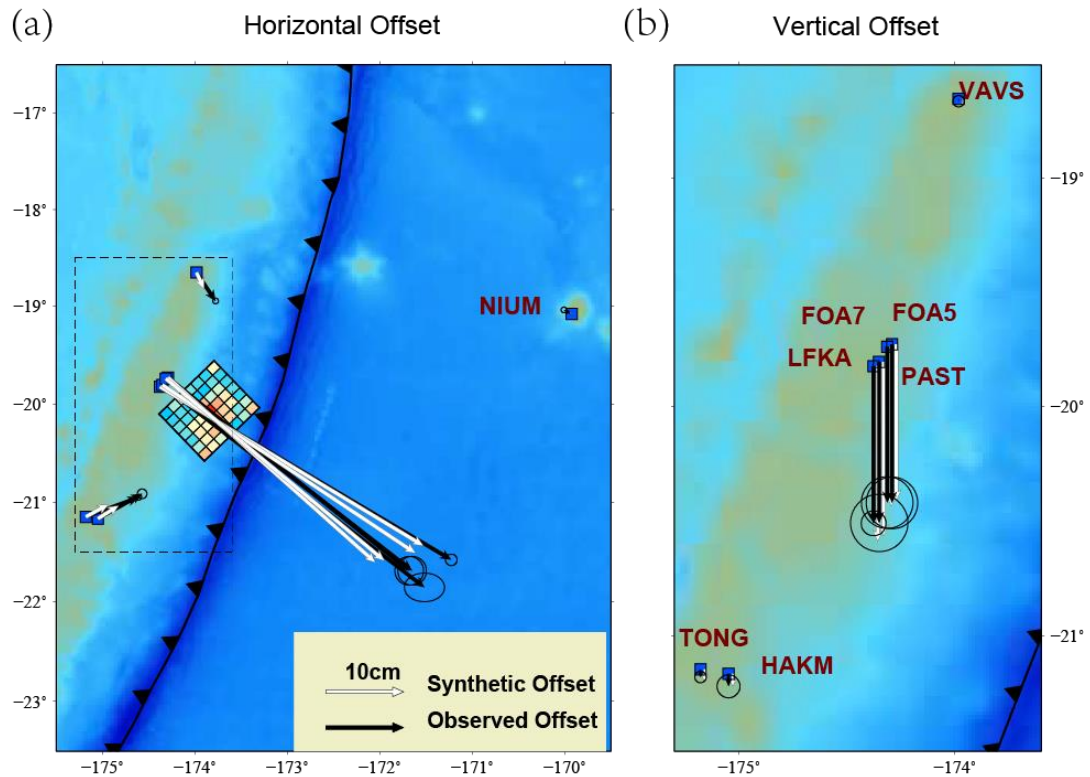 (a)
Horizontal Offset
(b)
Vertical Offset
−17°
−18°
−19°
−20°
−21°
−22°
−23°
−175°
−174°
−173°
−172°
−171°
−170°
NIUM
10cm
Synthetic Offset
Observed Offset
VAVS
FOA7
FOA5
LFKA
PAST
TONG
HAKM
−19°
−20°
−21°
−175°
−174°